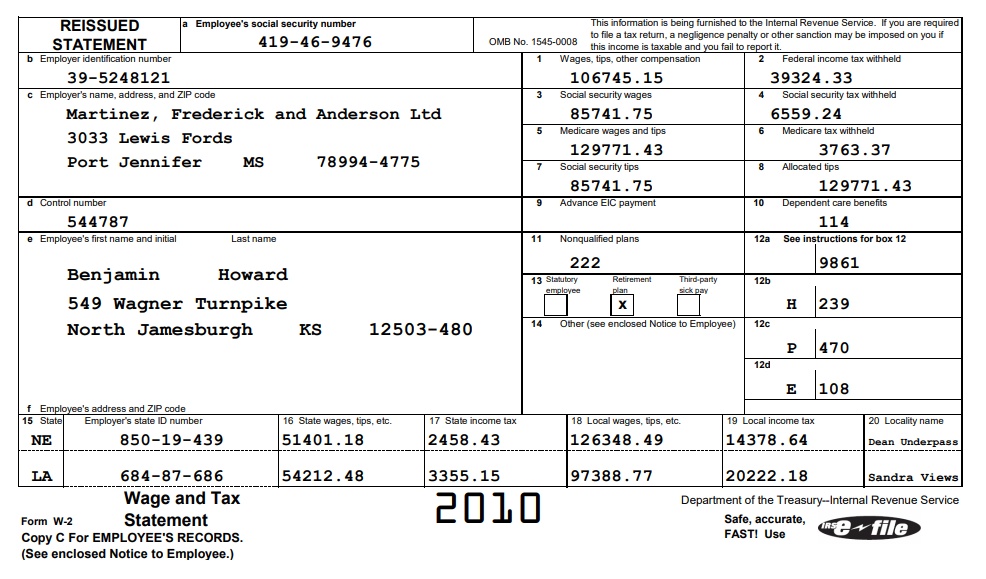 REISSUED
STATEMENT
a Employee's social security number
419-46-9476
OMB No. 1545-0008
This information is being furnished to the Internal Revenue Service. If you are required
to file a tax return, a negligence penalty or other sanction may be imposed on you if
this income is taxable and you fail to report it.
b Employer identification number
39-5248121
1 Wages, tips, other compensation
106745.15
2 Federal income tax withheld
39324.33
c Employer's name, address, and ZIP code
Martinez, Frederick and Anderson Ltd
3033 Lewis Fords
Port Jennifer MS 78994-4775
3 Social security wages
85741.75
4 Social security tax withheld
6559.24
5 Medicare wages and tips
129771.43
6 Medicare tax withheld
3763.37
7 Social security tips
85741.75
8 Allocated tips
129771.43
d Control number
544787
9 Advance EIC payment
10 Dependent care benefits
114
e Employee's first name and initial Last name
Benjamin Howard
549 Wagner Turnpike
North Jamesburgh KS 12503-480
f Employee's address and ZIP code
11 Nonqualified plans
222
12a See instructions for box 12
9861
13 Statutory employee
Retirement plan
x
Third-party sick pay
12b
H 239
14 Other (see enclosed Notice to Employee)
12c
P 470
12d
E 108
15 State Employer's state ID number 16 State wages, tips, etc. 17 State income tax 18 Local wages, tips, etc. 19 Local income tax 20 Locality name
NE 850-19-439 51401.18 2458.43 126348.49 14378.64 Dean Underpass
LA 684-87-686 54212.48 3355.15 97388.77 20222.18 Sandra Views
Wage and Tax
Form W-2 Statement
2010
Department of the Treasury--Internal Revenue Service
Copy C For EMPLOYEE'S RECORDS.
(See enclosed Notice to Employee.)
Safe, accurate,
FAST! Use
IRS e-file